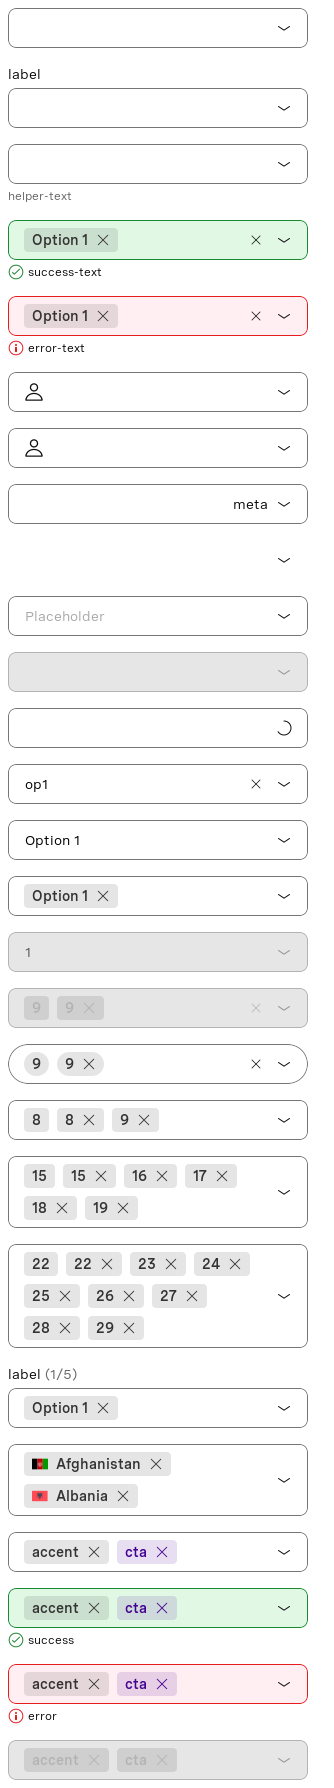 label
helper-text
Option 1
success-text
Option 1
error-text
meta
Placeholder
op1
Option 1
Option 1
1
9 9
9 9
8 8 9
15 15 16 17
18 19
22 22 23 24
25 26 27
28 29
label (1/5)
Option 1
Afghanistan
Albania
accent cta
accent cta
success
accent cta
error
accent cta